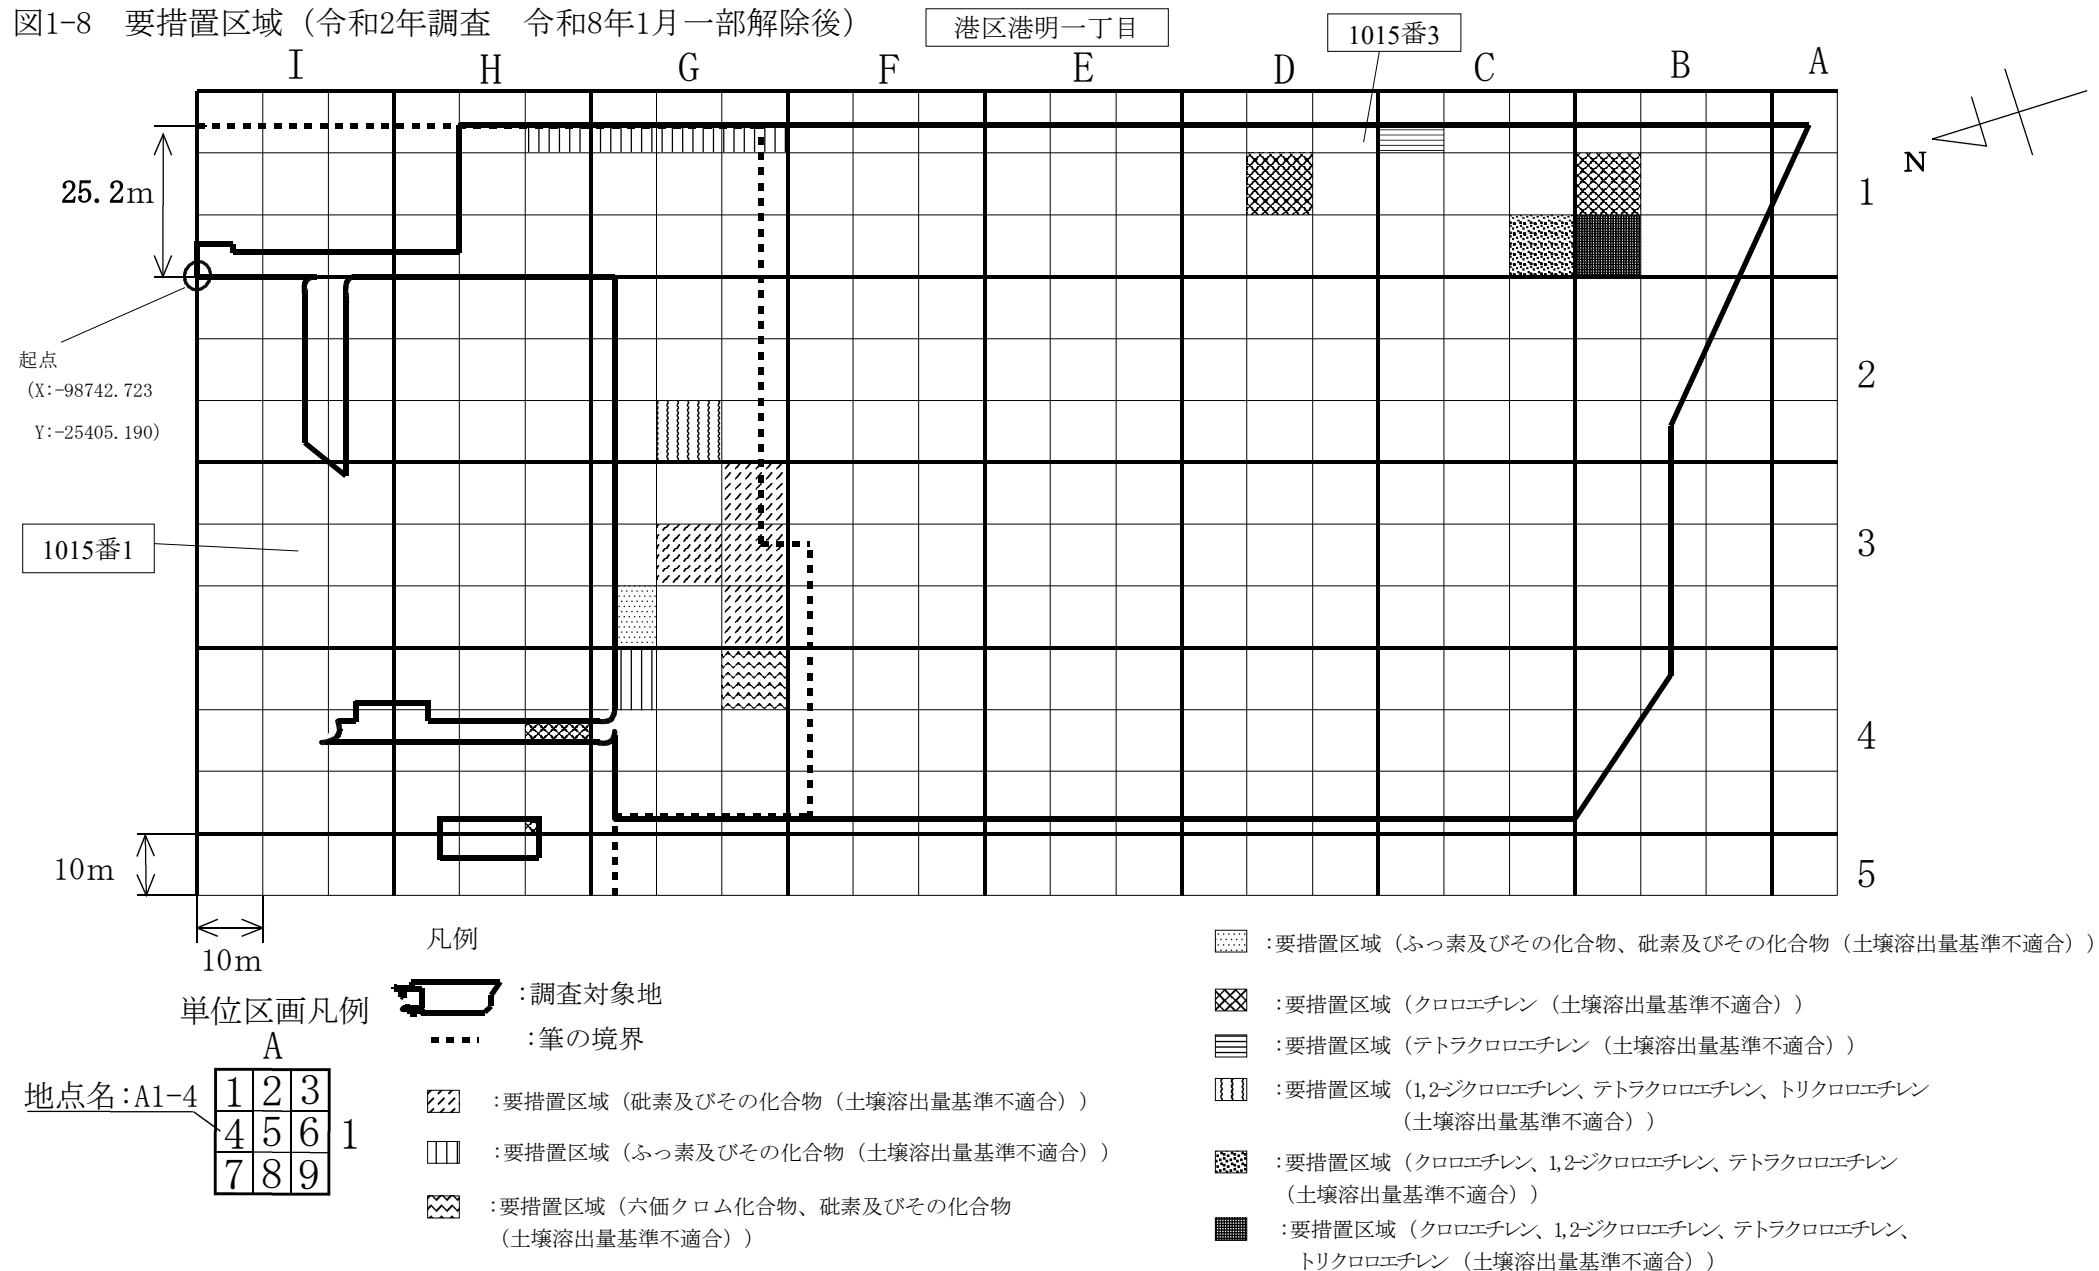 図1-8　要措置区域（令和2年調査　令和8年1月一部解除後）
港区港明一丁目
1015番3
I H G F E D C B A
N
25.2m
1
起点
（X:-98742.723
Y:-25405.190）
2
1015番1
3
4
10m
5
10m
凡例
:調査対象地
:筆の境界
単位区画凡例
A
地点名:A1-4
1 2 3
4 5 6 1
7 8 9
:要措置区域（砒素及びその化合物（土壌溶出量基準不適合））
:要措置区域（ふっ素及びその化合物（土壌溶出量基準不適合））
:要措置区域（六価クロム化合物、砒素及びその化合物
（土壌溶出量基準不適合））
:要措置区域（ふっ素及びその化合物、砒素及びその化合物（土壌溶出量基準不適合））
:要措置区域（クロロエチレン（土壌溶出量基準不適合））
:要措置区域（テトラクロロエチレン（土壌溶出量基準不適合））
:要措置区域（1,2-ジクロロエチレン、テトラクロロエチレン、トリクロロエチレン
（土壌溶出量基準不適合））
:要措置区域（クロロエチレン、1,2-ジクロロエチレン、テトラクロロエチレン
（土壌溶出量基準不適合））
:要措置区域（クロロエチレン、1,2-ジクロロエチレン、テトラクロロエチレン、
トリクロロエチレン（土壌溶出量基準不適合））